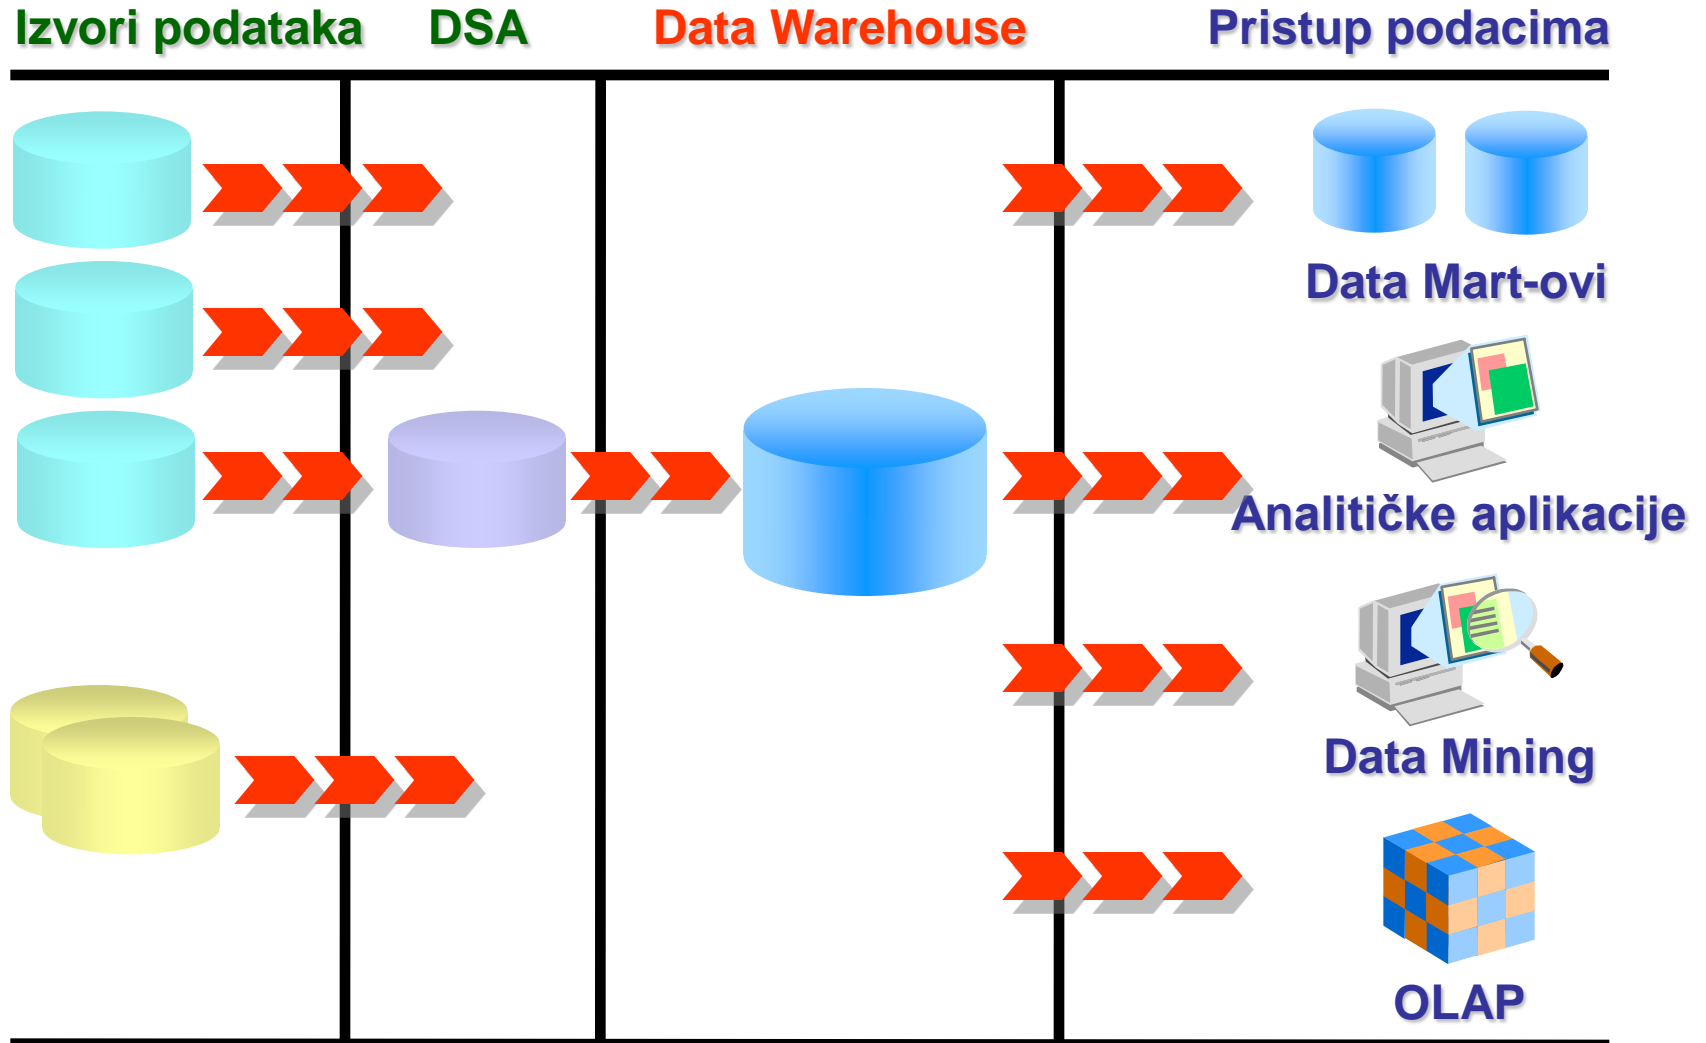 Izvori podataka
DSA
Data Warehouse
Pristup podacima
Data Mart-ovi
Analitičke aplikacije
Data Mining
OLAP